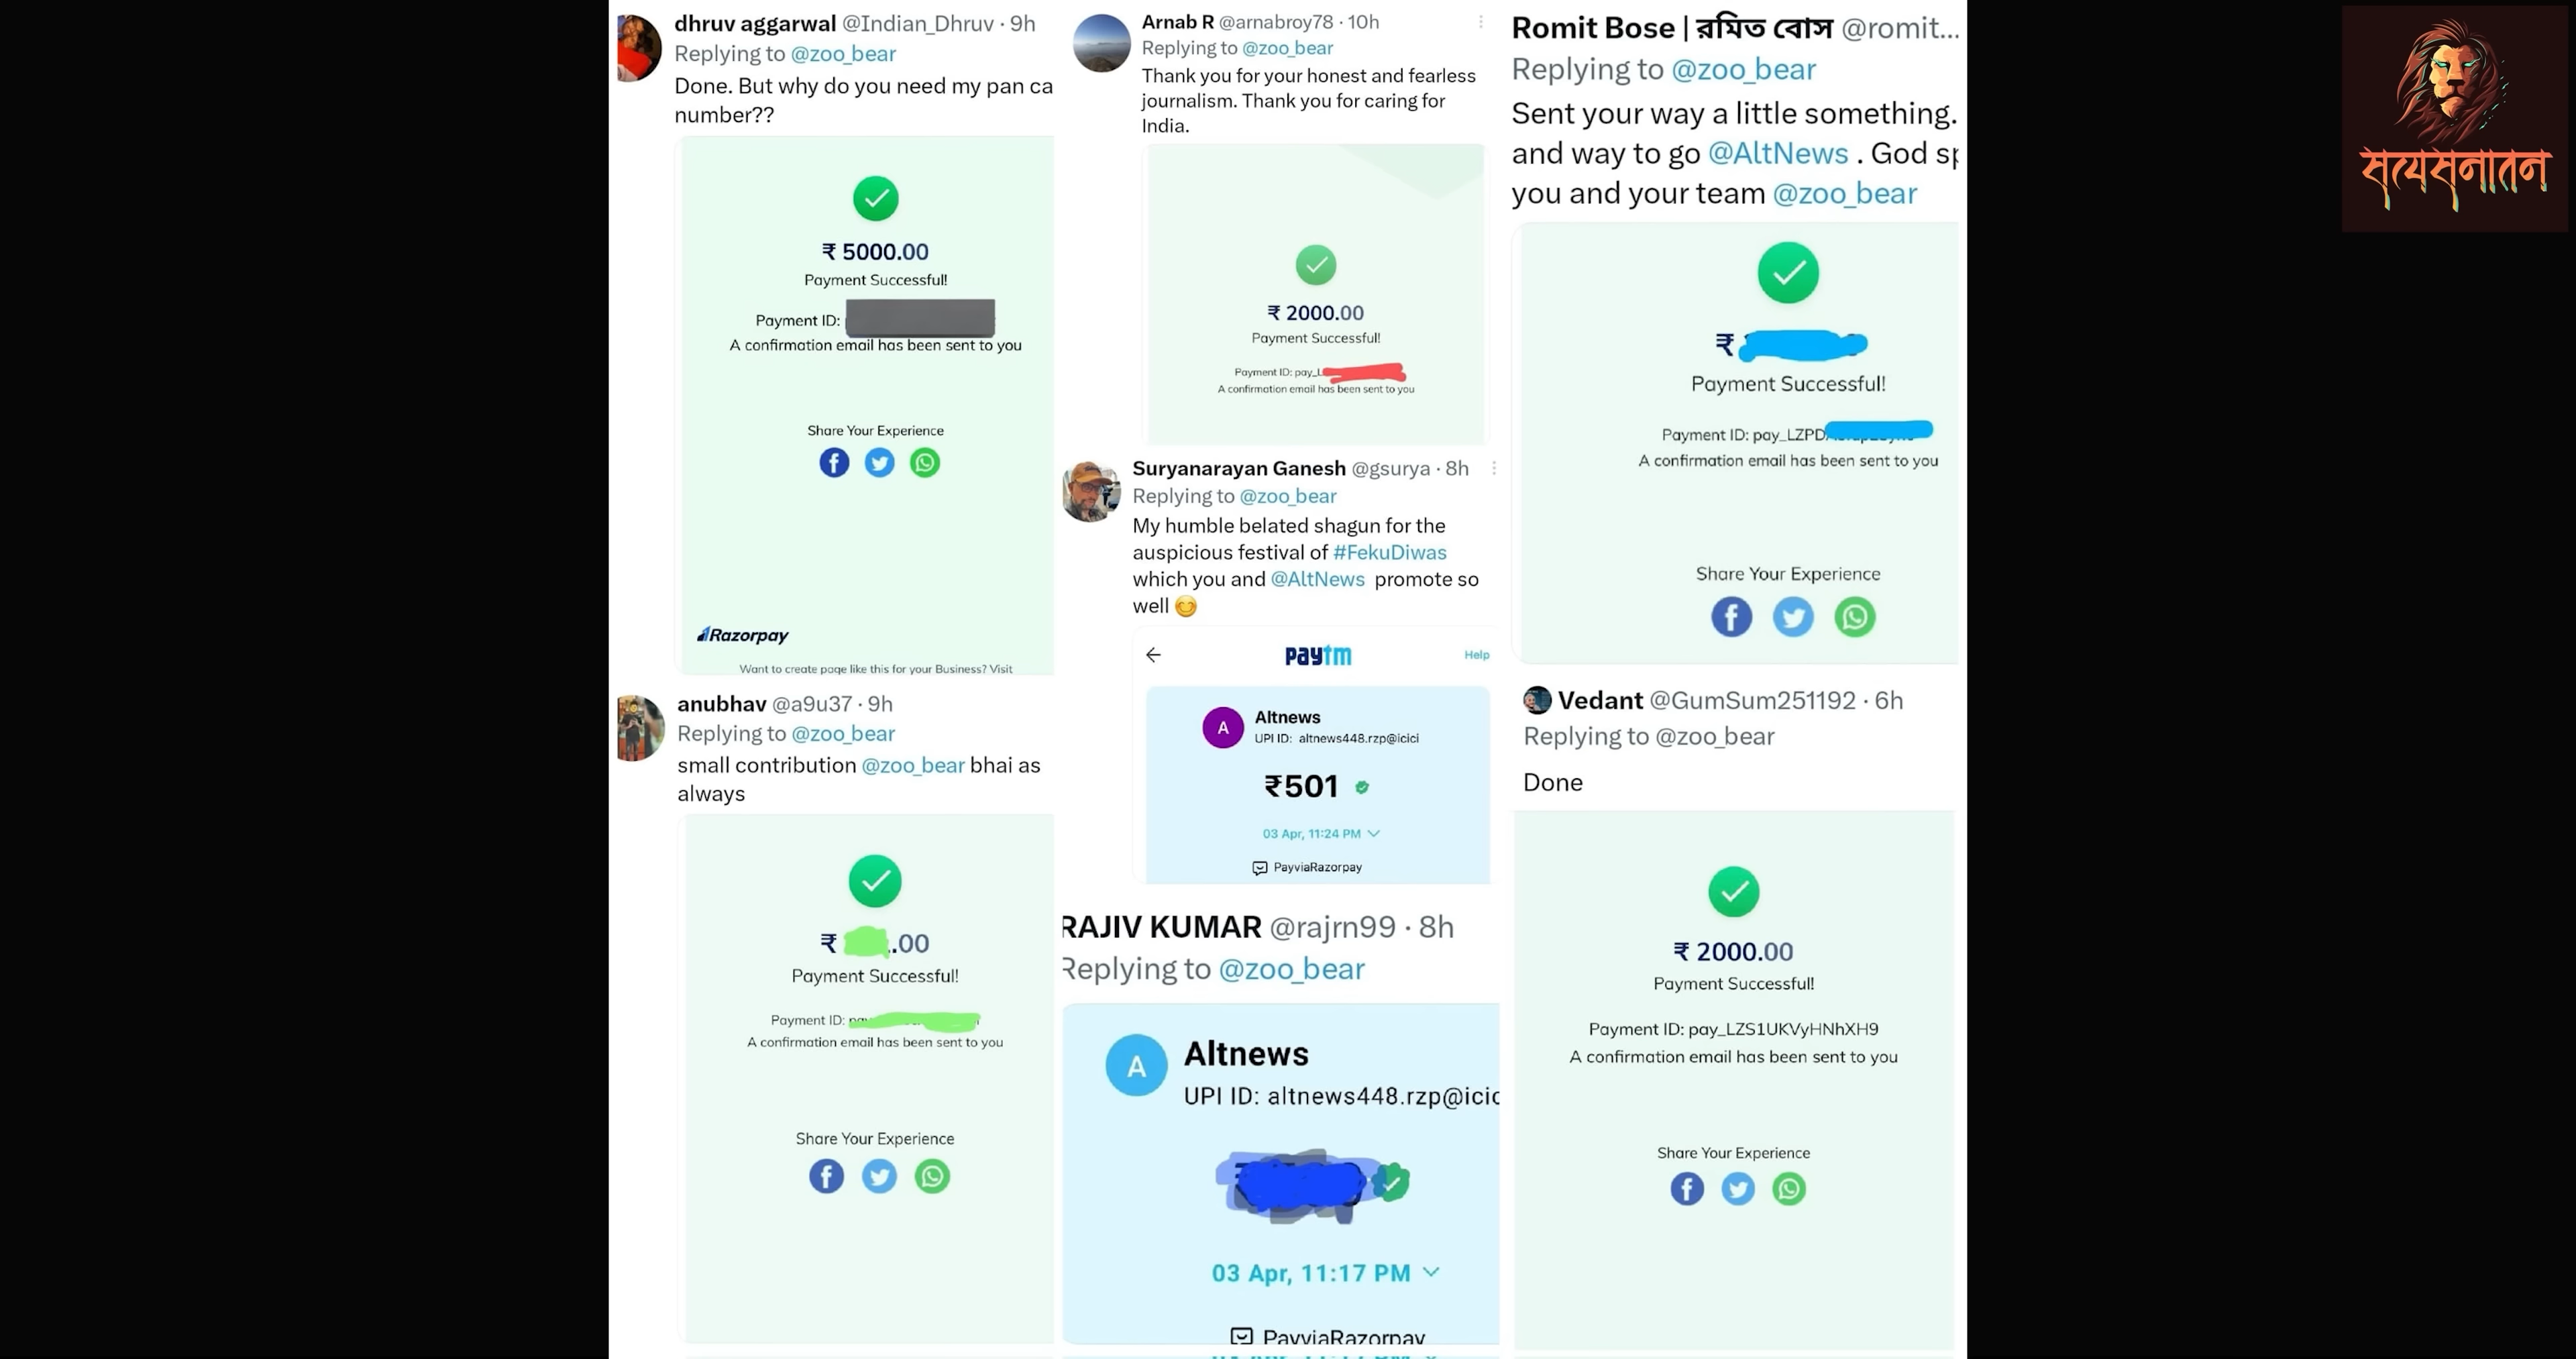 dhruv aggarwal @Indian_Dhruv · 9h
Replying to @zoo_bear
Done. But why do you need my pan ca
number??
₹ 5000.00
Payment Successful!
Payment ID:
A confirmation email has been sent to you
Share Your Experience
Razorpay
Want to create page like this for your Business? Visit
anubhav @a9u37 · 9h
Replying to @zoo_bear
small contribution @zoo_bear bhai as
always
₹ .00
Payment Successful!
Payment ID:
A confirmation email has been sent to you
Share Your Experience
Arnab R @arnabroy78 · 10h
Replying to @zoo_bear
Thank you for your honest and fearless
journalism. Thank you for caring for
India.
₹ 2000.00
Payment Successful!
Payment ID: pay_L
A confirmation email has been sent to you
Suryanarayan Ganesh @gsurya · 8h
Replying to @zoo_bear
My humble belated shagun for the
auspicious festival of #FekuDiwas
which you and @AltNews promote so
well
paytm
Help
A
Altnews
UPI ID: altnews448.rzp@icici
₹501
03 Apr, 11:24 PM
PayviaRazorpay
RAJIV KUMAR @rajrn99 · 8h
Replying to @zoo_bear
A
Altnews
UPI ID: altnews448.rzp@icic
03 Apr, 11:17 PM
PayviaRazorpay
Romit Bose | রমিত বোস @romit...
Replying to @zoo_bear
Sent your way a little something.
and way to go @AltNews . God sp
you and your team @zoo_bear
₹
Payment Successful!
Payment ID: pay_LZPD
A confirmation email has been sent to you
Share Your Experience
Vedant @GumSum251192 · 6h
Replying to @zoo_bear
Done
₹ 2000.00
Payment Successful!
Payment ID: pay_LZS1UKVyHNhXH9
A confirmation email has been sent to you
Share Your Experience
सत्यसनातन